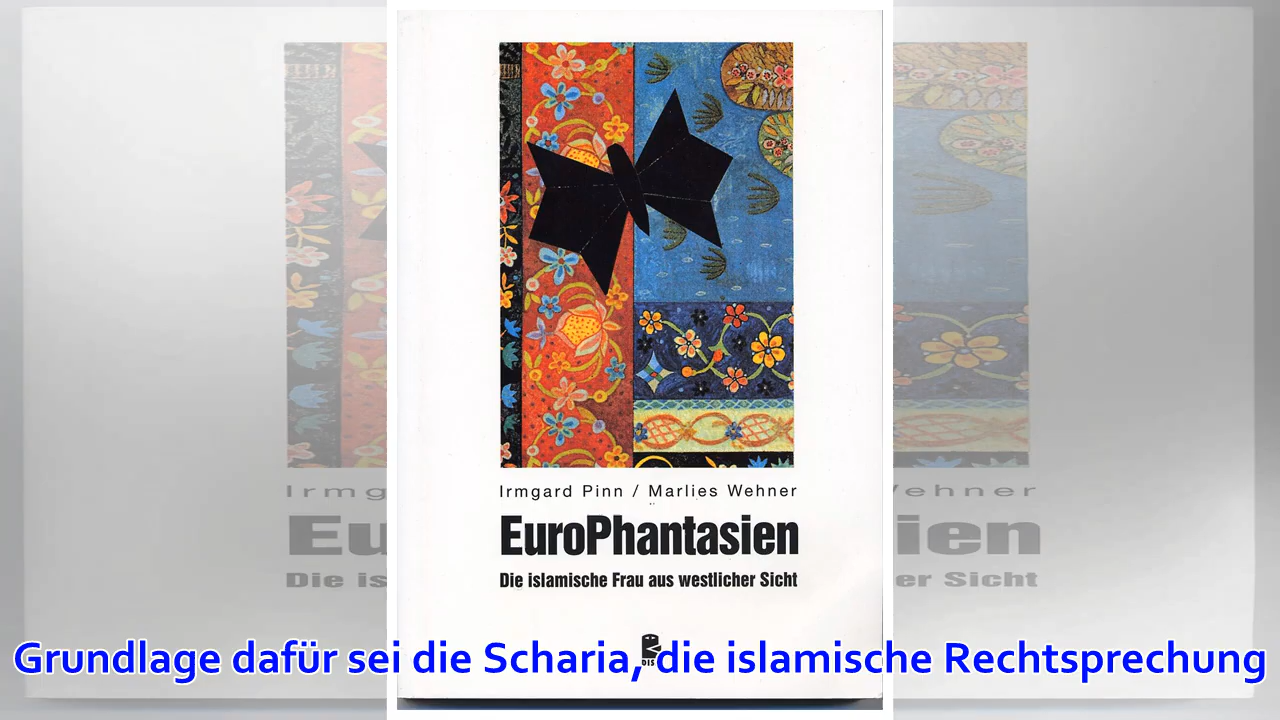 Irmgard Pinn / Marlies Wehner
EuroPhantasien
Die islamische Frau aus westlicher Sicht
DIS
Grundlage dafür sei die Scharia, die islamische Rechtsprechung